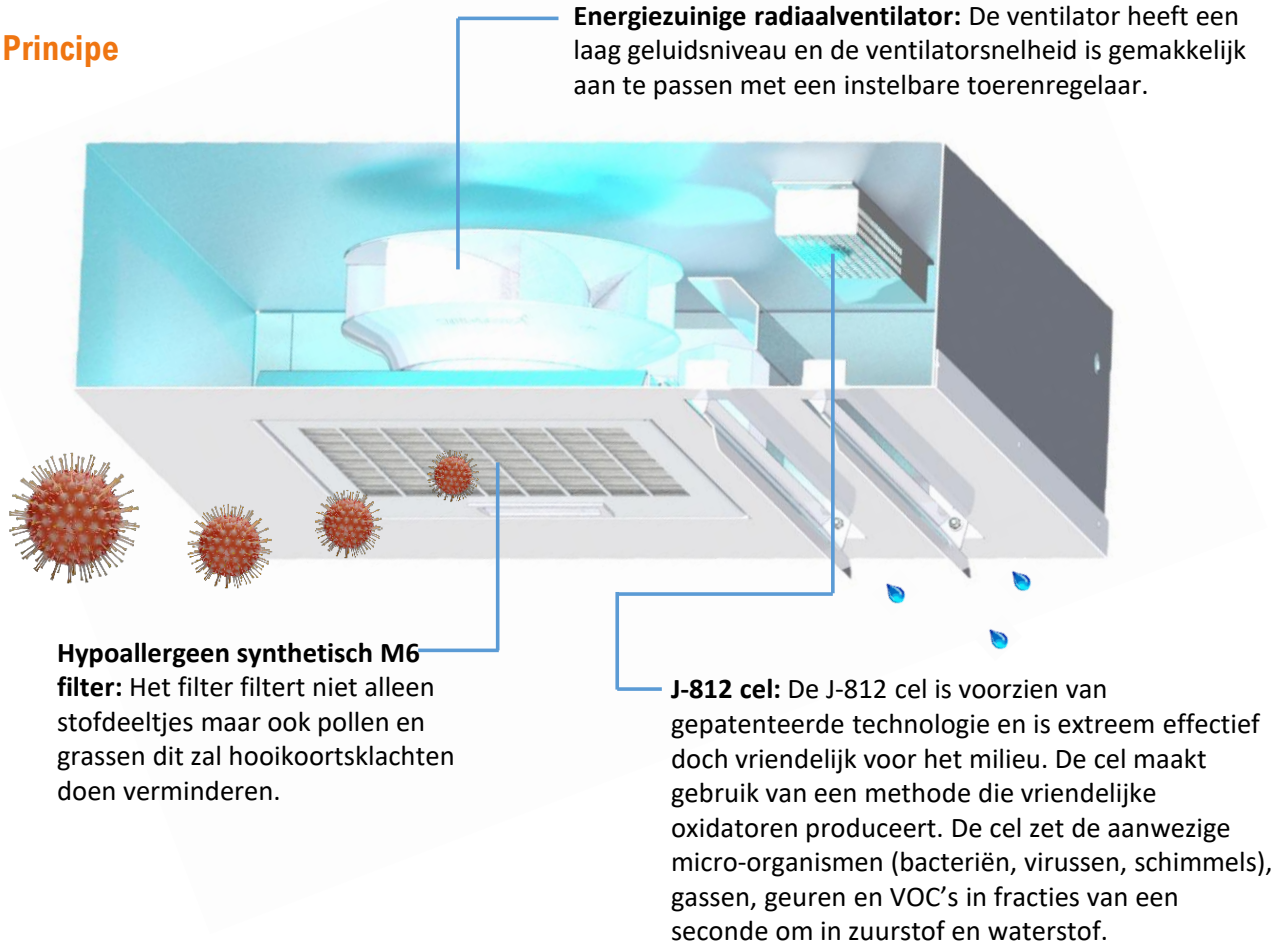 Principe
Energiezuinige radiaalventilator: De ventilator heeft een
laag geluidsniveau en de ventilatorsnelheid is gemakkelijk
aan te passen met een instelbare toerenregelaar.
Hypoallergeen synthetisch M6
filter: Het filter filtert niet alleen
stofdeeltjes maar ook pollen en
grassen dit zal hooikoortsklachten
doen verminderen.
J-812 cel: De J-812 cel is voorzien van
gepatenteerde technologie en is extreem effectief
doch vriendelijk voor het milieu. De cel maakt
gebruik van een methode die vriendelijke
oxidatoren produceert. De cel zet de aanwezige
micro-organismen (bacteriën, virussen, schimmels),
gassen, geuren en VOC’s in fracties van een
seconde om in zuurstof en waterstof.